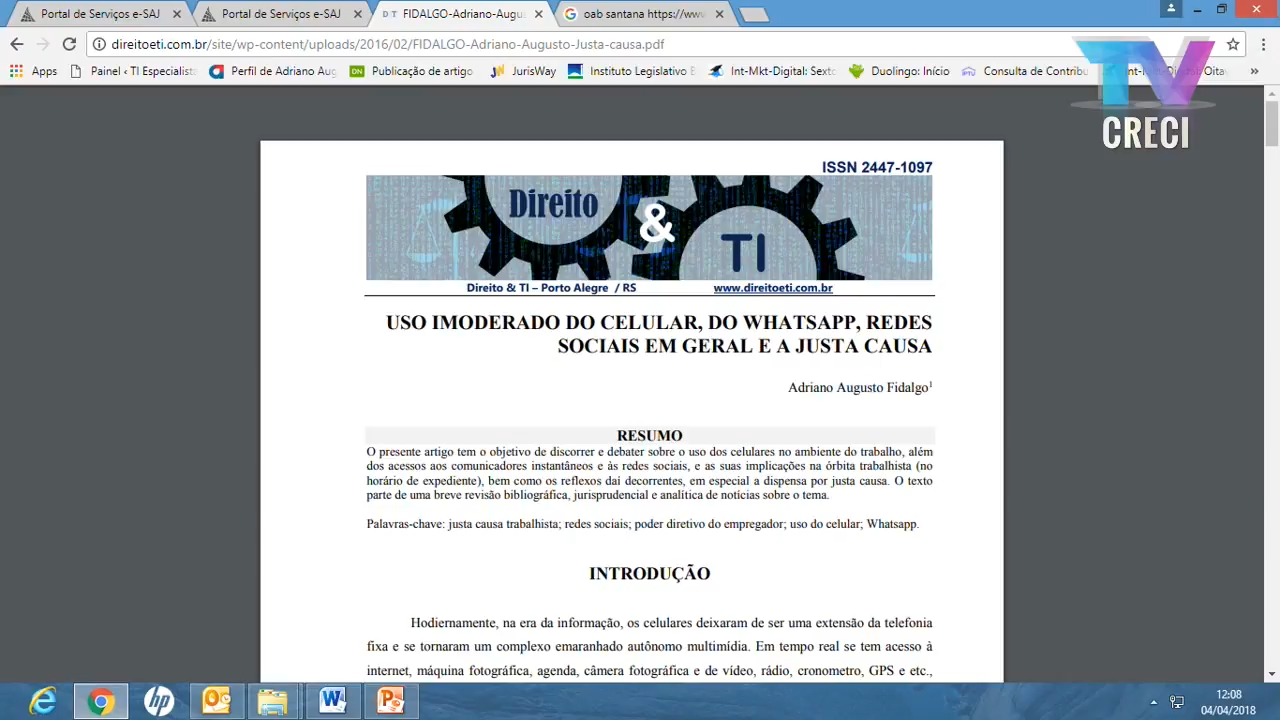 Portal de Serviços e-SAJ
Portal de Serviços e-SAJ
FIDALGO-Adriano-Augu
oab santana https://www
direitoeti.com.br/site/wp-content/uploads/2016/02/FIDALGO-Adriano-Augusto-Justa-causa.pdf
Apps
Painel ‹ TI Especialist
Perfil de Adriano Aug
DN Publicação de artigo
JurisWay
Instituto Legislativo B
Int-Mkt-Digital: Sexto
Duolingo: Início
Consulta de Contribu
»
TV
CRECI
ISSN 2447-1097
Direito
&
TI
Direito & TI – Porto Alegre / RS
www.direitoeti.com.br
USO IMODERADO DO CELULAR, DO WHATSAPP, REDES
SOCIAIS EM GERAL E A JUSTA CAUSA
Adriano Augusto Fidalgo¹
RESUMO
O presente artigo tem o objetivo de discorrer e debater sobre o uso dos celulares no ambiente do trabalho, além
dos acessos aos comunicadores instantâneos e às redes sociais, e as suas implicações na órbita trabalhista (no
horário de expediente), bem como os reflexos daí decorrentes, em especial a dispensa por justa causa. O texto
parte de uma breve revisão bibliográfica, jurisprudencial e analítica de notícias sobre o tema.
Palavras-chave: justa causa trabalhista; redes sociais; poder diretivo do empregador; uso do celular; Whatsapp.
INTRODUÇÃO
Hodiernamente, na era da informação, os celulares deixaram de ser uma extensão da telefonia
fixa e se tornaram um complexo emaranhado autônomo multimídia. Em tempo real se tem acesso à
internet, máquina fotográfica, agenda, câmera fotográfica e de vídeo, rádio, cronometro, GPS e etc.,
12:08
04/04/2018